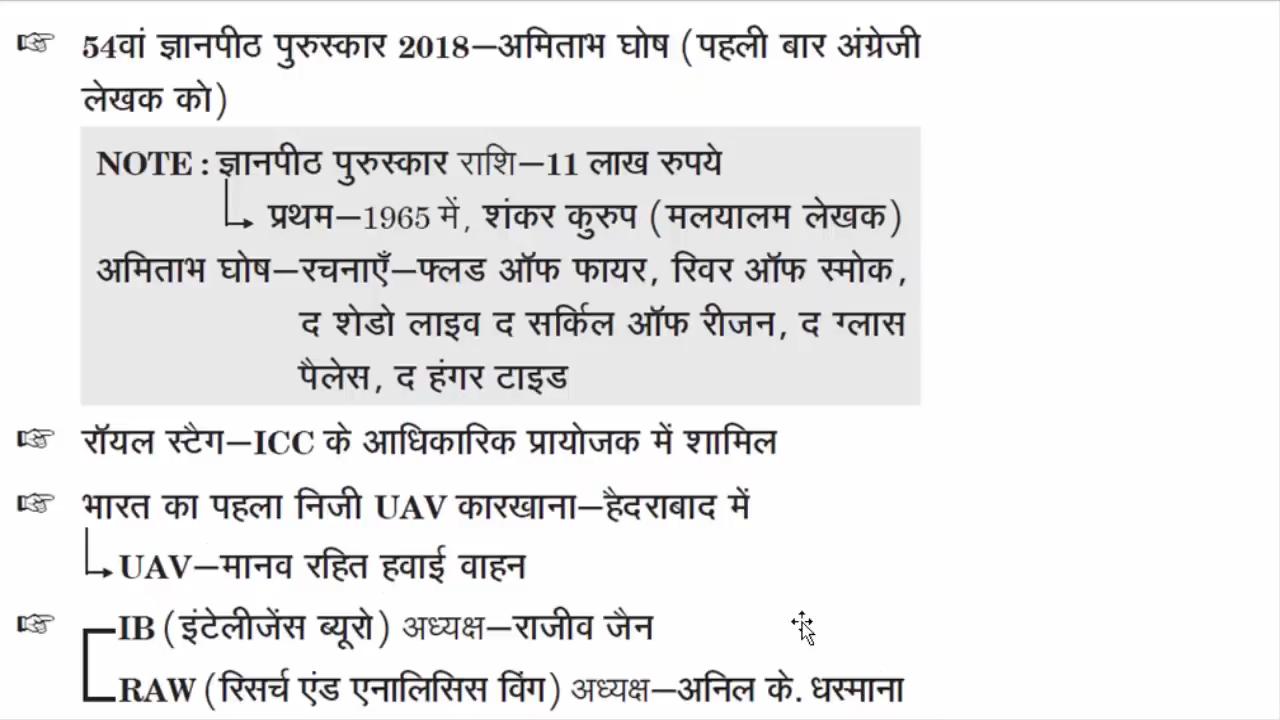 54वां ज्ञानपीठ पुरुस्कार 2018–अमिताभ घोष (पहली बार अंग्रेजी
लेखक को)
NOTE : ज्ञानपीठ पुरुस्कार राशि–11 लाख रुपये
प्रथम–1965 में, शंकर कुरुप (मलयालम लेखक)
अमिताभ घोष–रचनाएँ–फ्लड ऑफ फायर, रिवर ऑफ स्मोक,
द शेडो लाइव द सर्किल ऑफ रीजन, द ग्लास
पैलेस, द हंगर टाइड
रॉयल स्टैग–ICC के आधिकारिक प्रायोजक में शामिल
भारत का पहला निजी UAV कारखाना–हैदराबाद में
UAV–मानव रहित हवाई वाहन
IB (इंटेलीजेंस ब्यूरो) अध्यक्ष–राजीव जैन
RAW (रिसर्च एंड एनालिसिस विंग) अध्यक्ष–अनिल के. धस्माना